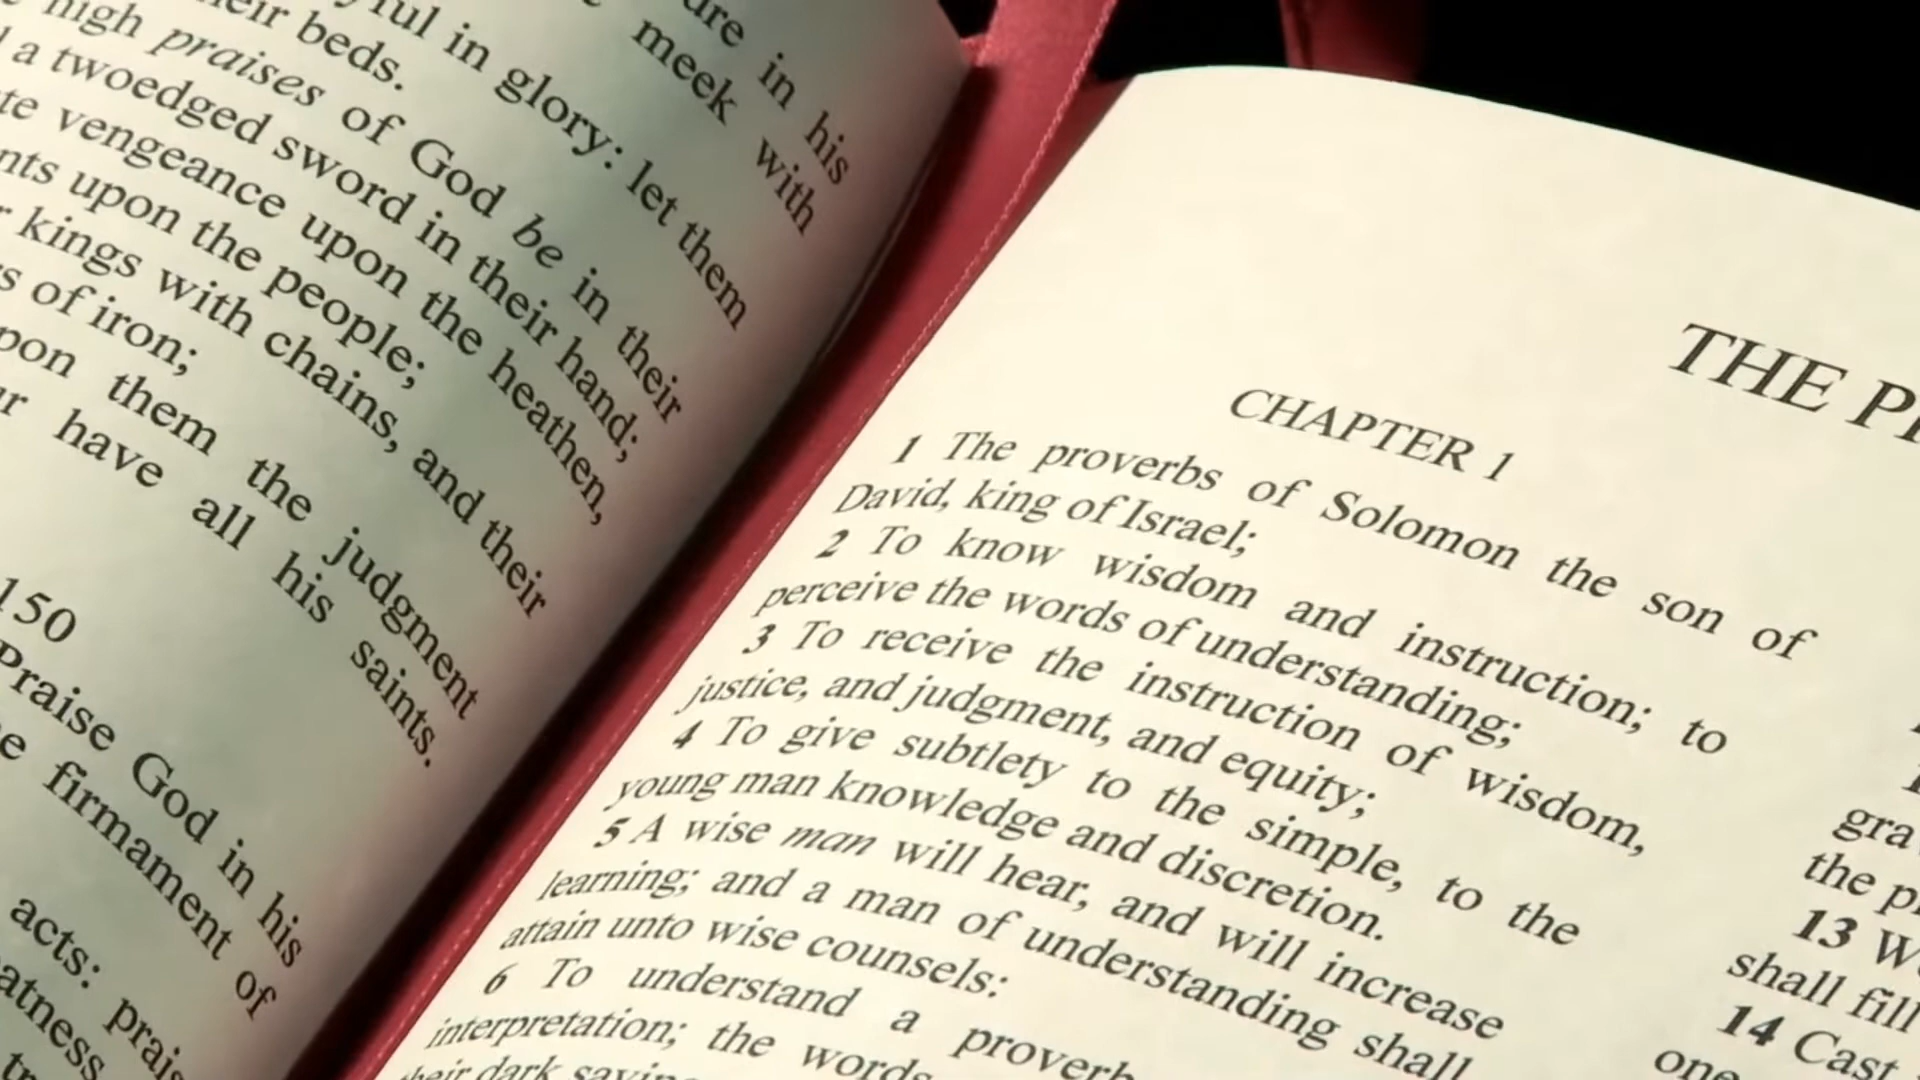 ure in his
meek with
ful in glory: let them
their beds.
high praises of God be in their
a twoedged sword in their hand;
vengeance upon the heathen,
upon the people;
kings with chains, and their
of iron;
upon them the judgment
have all his saints.
150
Praise God in his
firmament of
acts: prais
THE P
CHAPTER 1
1 The proverbs of Solomon the son of
David, king of Israel;
2 To know wisdom and instruction; to
perceive the words of understanding;
3 To receive the instruction of wisdom,
justice, and judgment, and equity;
4 To give subtlety to the simple, to the
young man knowledge and discretion.
5 A wise man will hear, and will increase
learning; and a man of understanding shall
attain unto wise counsels:
6 To understand a proverb
interpretation; the words
their dark sayin
gra
the p
13 W
shall fill
14 Cast
one